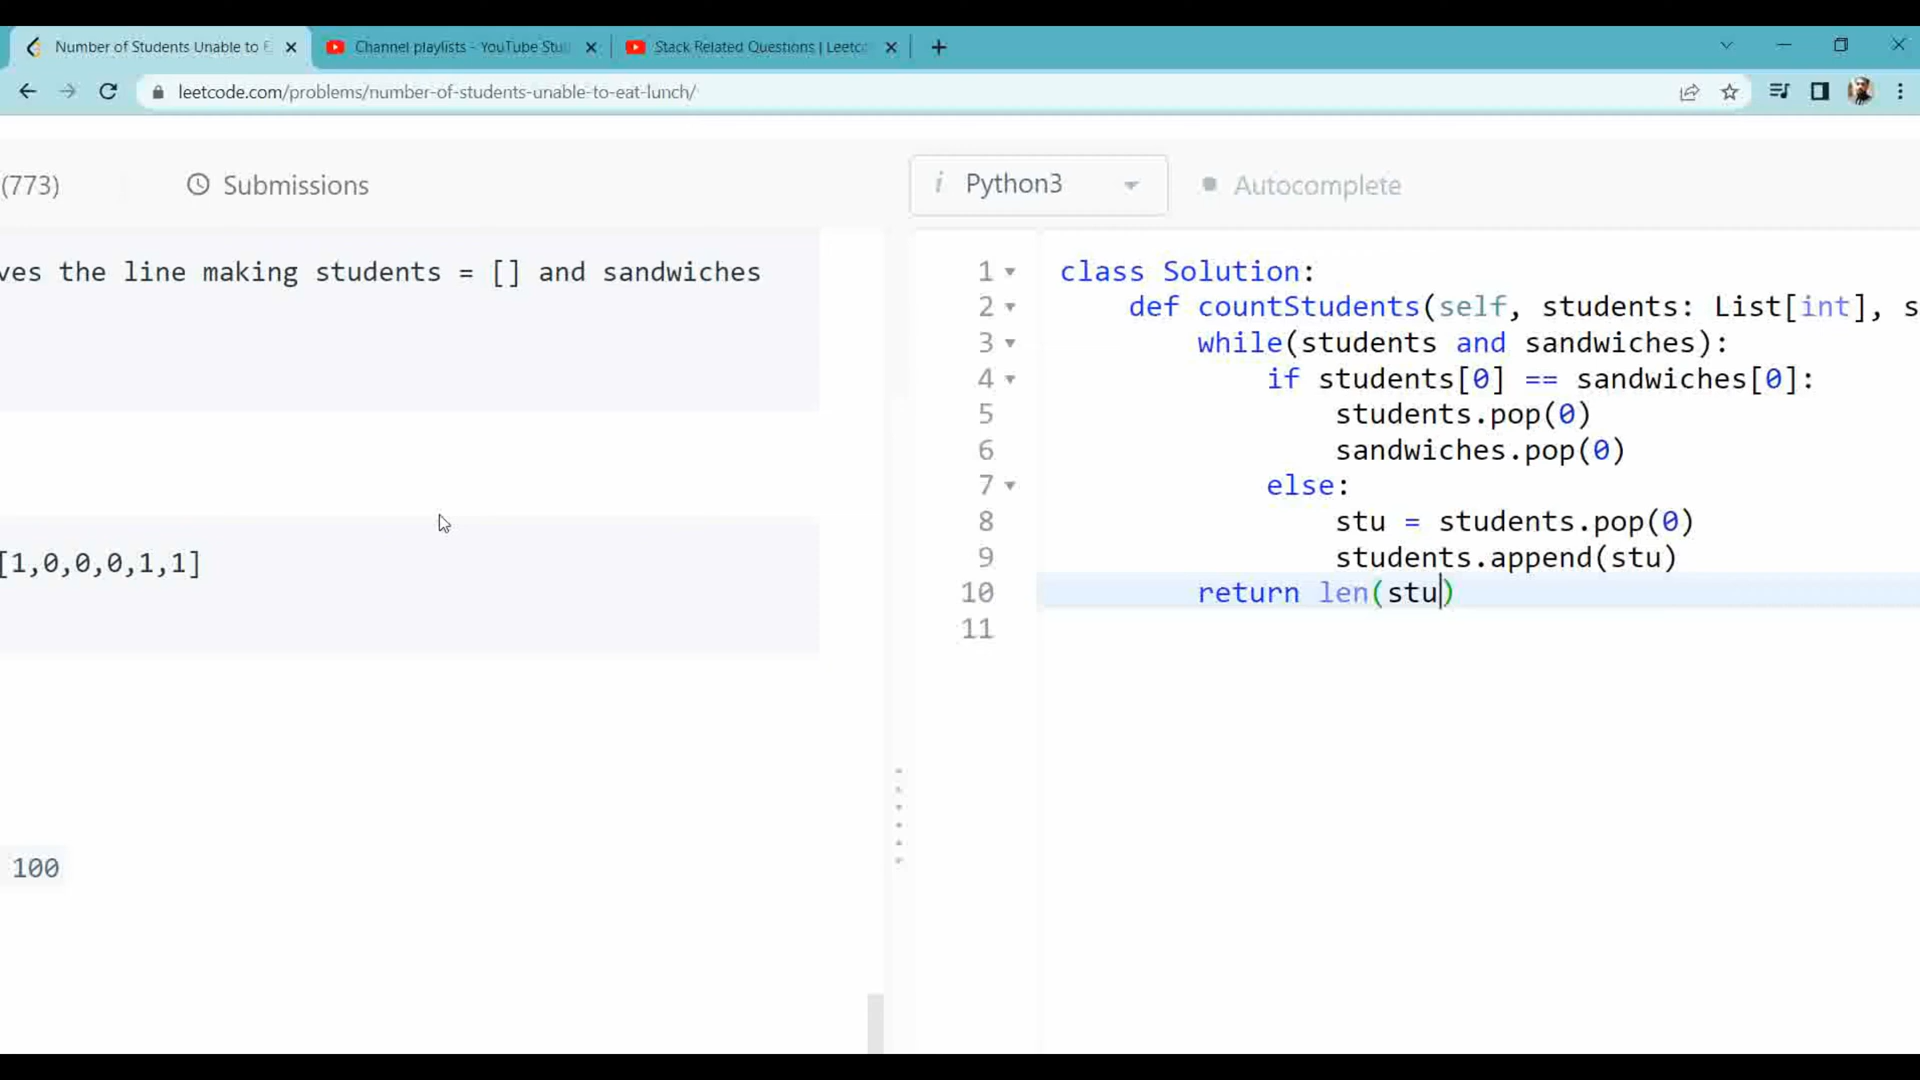 Number of Students Unable to E
Channel playlists - YouTube Stu
Stack Related Questions | Leetc
leetcode.com/problems/number-of-students-unable-to-eat-lunch/
(773)
Submissions
i Python3
Autocomplete
ves the line making students = [] and sandwiches
[1,0,0,0,1,1]
100
1 class Solution:
2 def countStudents(self, students: List[int], s
3 while(students and sandwiches):
4 if students[0] == sandwiches[0]:
5 students.pop(0)
6 sandwiches.pop(0)
7 else:
8 stu = students.pop(0)
9 students.append(stu)
10 return len(stu)
11